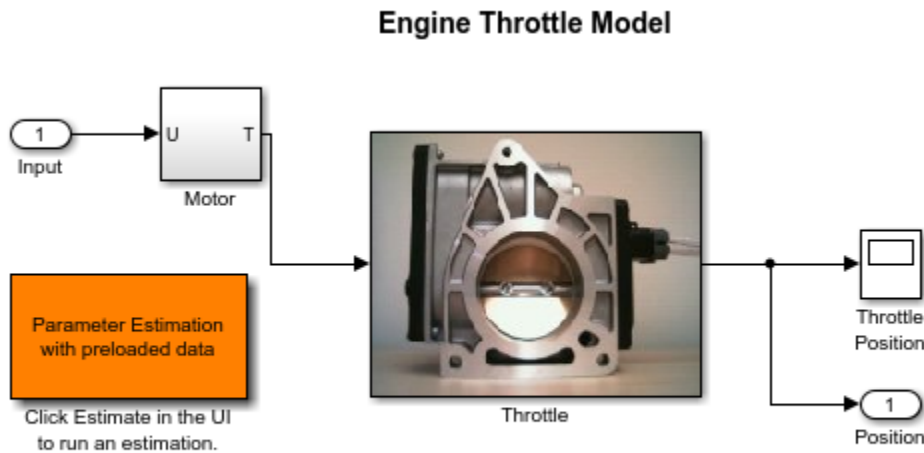 Engine Throttle Model
1
Input
U
T
Motor
Parameter Estimation
with preloaded data
Click Estimate in the UI
to run an estimation.
Throttle
Throttle
Position
1
Position